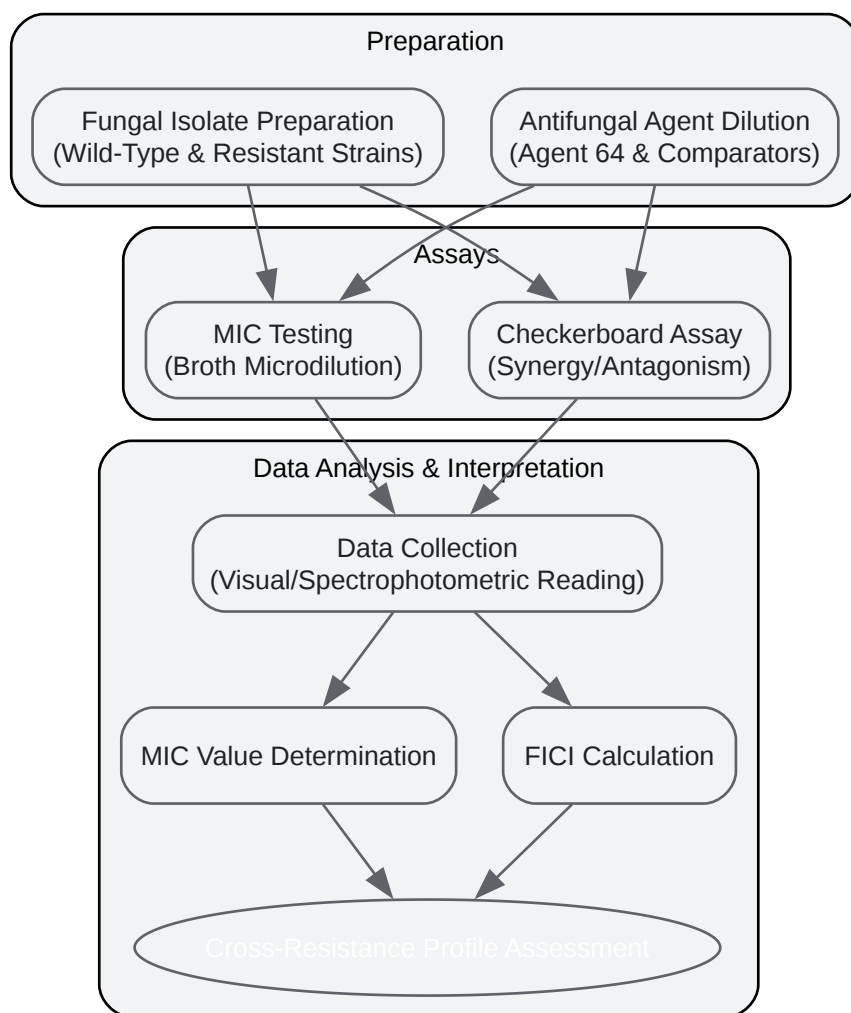 Preparation
Fungal Isolate Preparation
(Wild-Type & Resistant Strains)
Antifungal Agent Dilution
(Agent 64 & Comparators)
Assays
MIC Testing
(Broth Microdilution)
Checkerboard Assay
(Synergy/Antagonism)
Data Analysis & Interpretation
Data Collection
(Visual/Spectrophotometric Reading)
MIC Value Determination
FICI Calculation
Cross-Resistance Profile Assessment